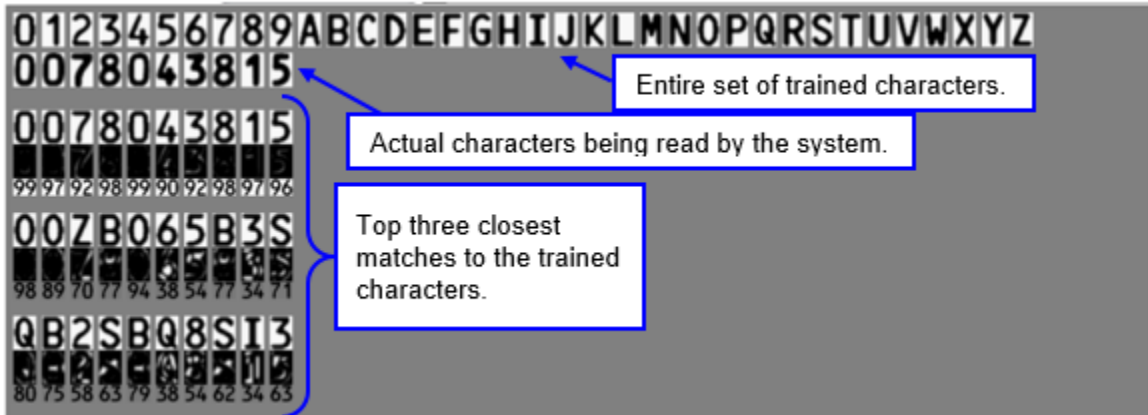 0123456789ABCDEFGHIJKLMNOPQRSTUVWXYZ
0078043815
Entire set of trained characters.
Actual characters being read by the system.
0078043815
99 97 92 98 99 90 92 98 97 96
Top three closest
matches to the trained
characters.
OOZBO65B3S
98 89 70 77 94 38 54 77 34 71
QB2SBQ8SI3
80 75 58 63 79 38 54 62 34 63